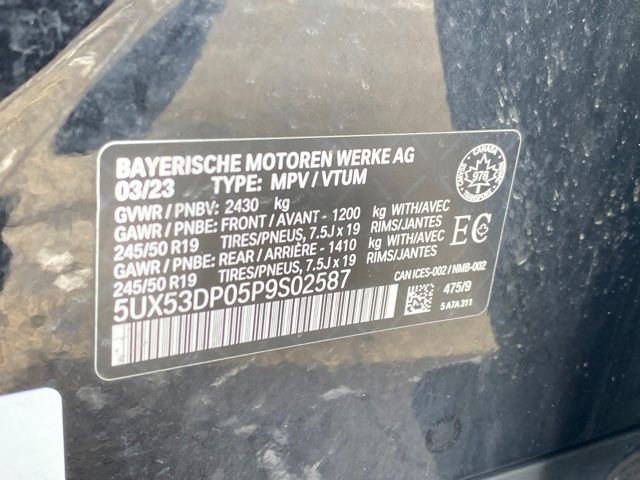 BAYERISCHE MOTOREN WERKE AG
03/23 TYPE: MPV / VTUM
GVWR / PNBV: 2430 kg
GAWR / PNBE: FRONT / AVANT - 1200 kg WITH/AVEC
245/50 R19 TIRES/PNEUS, 7.5J x 19 RIMS/JANTES
GAWR / PNBE: REAR / ARRIÈRE - 1410 kg WITH/AVEC
245/50 R19 TIRES/PNEUS, 7.5J x 19 RIMS/JANTES
5UX53DP05P9S02587
CANADA
978
TRANSPORT
EC
CAN ICES-002 / NMB-002
475/9
5A7A311